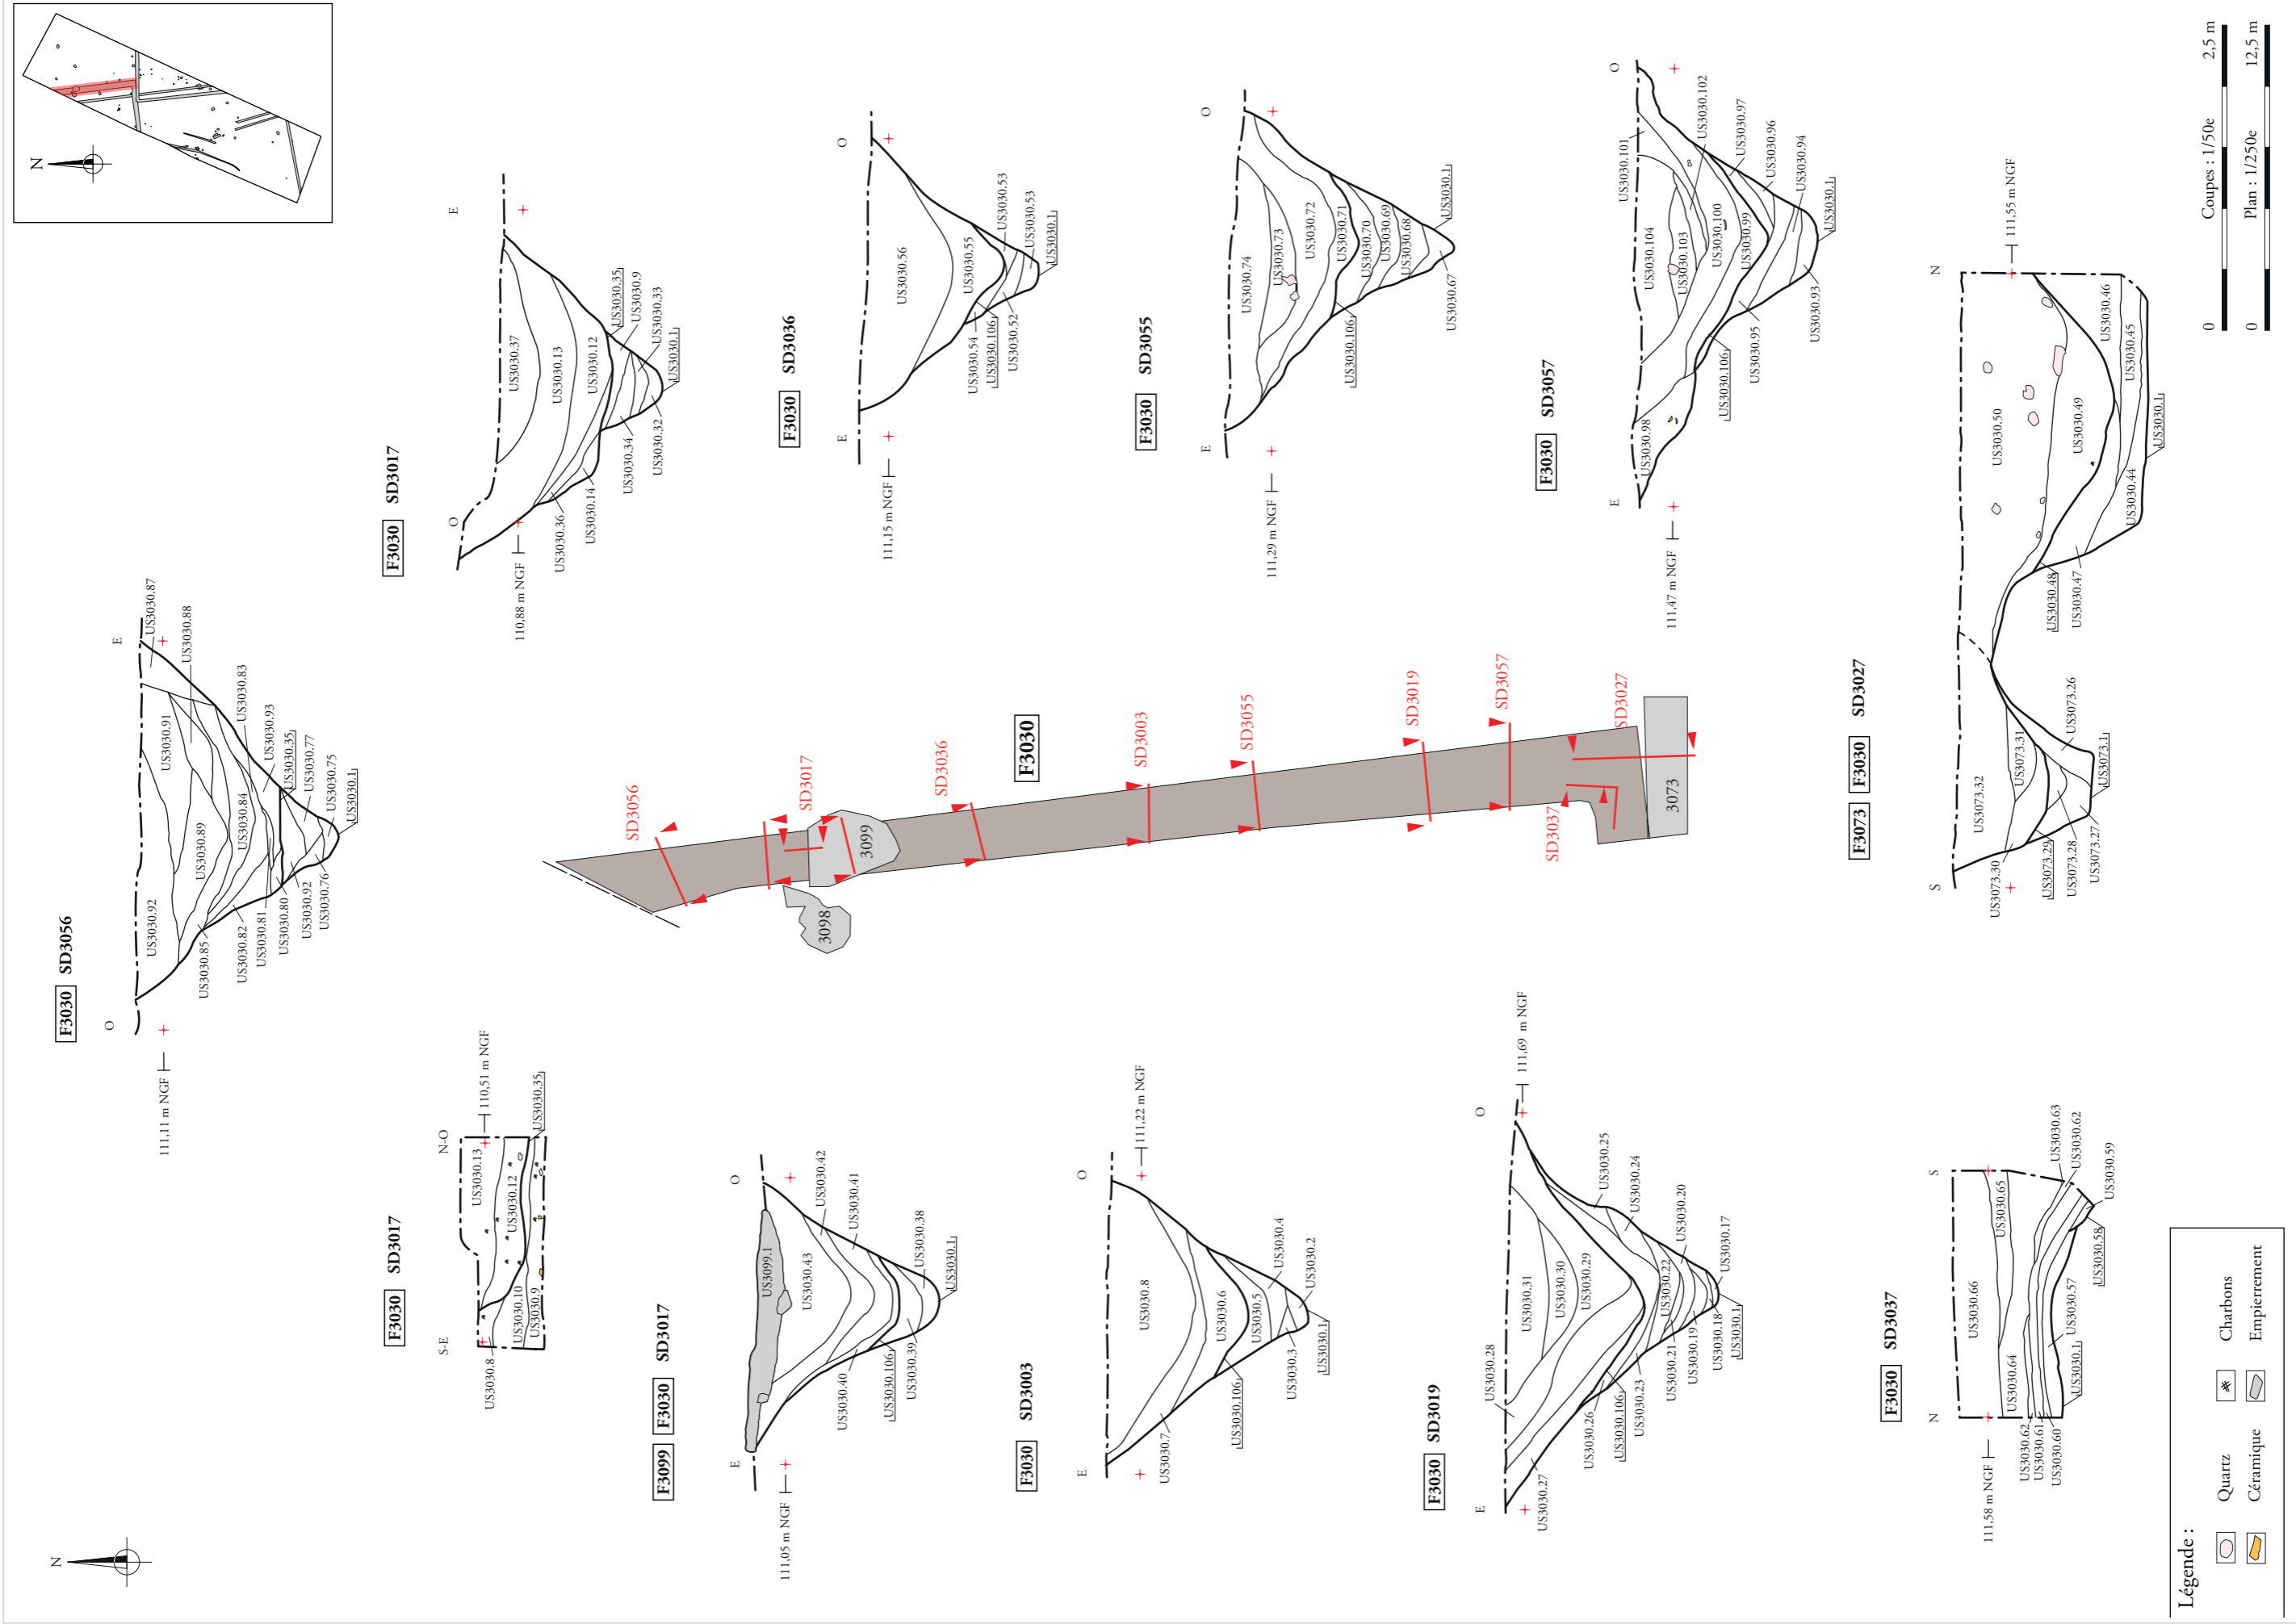 N
N
F3030 SD3056
O
E
111,11 m NGF
US3030.92
US3030.91
US3030.87
US3030.88
US3030.89
US3030.83
US3030.84
US3030.93
US3030.35
US3030.77
US3030.75
US3030.1
US3030.85
US3030.82
US3030.81
US3030.80
US3030.92
US3030.76
F3030 SD3017
S-E
N-O
110,51 m NGF
US3030.13
US3030.12
US3030.8
US3030.10
US3030.9
US3030.35
F3030 SD3017
O
E
110,88 m NGF
US3030.37
US3030.13
US3030.12
US3030.35
US3030.9
US3030.33
US3030.1
US3030.36
US3030.14
US3030.34
US3030.32
F3099 F3030 SD3017
E
O
111,05 m NGF
US3099.1
US3030.43
US3030.42
US3030.41
US3030.38
US3030.1
US3030.40
US3030.106
US3030.39
F3030 SD3036
E
O
111,15 m NGF
US3030.56
US3030.55
US3030.53
US3030.53
US3030.1
US3030.54
US3030.106
US3030.52
F3030 SD3003
E
O
111,22 m NGF
US3030.8
US3030.7
US3030.6
US3030.5
US3030.4
US3030.2
US3030.106
US3030.3
US3030.1
F3030 SD3055
E
O
111,29 m NGF
US3030.74
US3030.73
US3030.72
US3030.71
US3030.70
US3030.69
US3030.68
US3030.1
US3030.106
US3030.67
F3030 SD3019
E
O
111,69 m NGF
US3030.28
US3030.31
US3030.30
US3030.29
US3030.25
US3030.24
US3030.22
US3030.20
US3030.17
US3030.27
US3030.26
US3030.106
US3030.23
US3030.21
US3030.19
US3030.18
US3030.1
F3030 SD3057
E
O
111,47 m NGF
US3030.98
US3030.104
US3030.101
US3030.103
US3030.102
US3030.100
US3030.99
US3030.97
US3030.96
US3030.94
US3030.1
US3030.106
US3030.95
US3030.93
F3030 SD3037
N
S
111,58 m NGF
US3030.66
US3030.65
US3030.64
US3030.63
US3030.62
US3030.59
US3030.62
US3030.61
US3030.60
US3030.1
US3030.57
US3030.58
F3073 F3030 SD3027
S
N
111,55 m NGF
US3073.32
US3073.31
US3073.26
US3073.30
US3073.29
US3073.28
US3073.27
US3073.1
US3030.50
US3030.49
US3030.48
US3030.47
US3030.44
US3030.46
US3030.45
US3030.1
F3030
SD3056
SD3017
3098
3099
SD3036
SD3003
SD3055
SD3019
SD3057
SD3037
SD3027
3073
Légende :
Quartz
Charbons
Céramique
Empierrement
0 Coupes : 1/50e 2,5 m
0 Plan : 1/250e 12,5 m